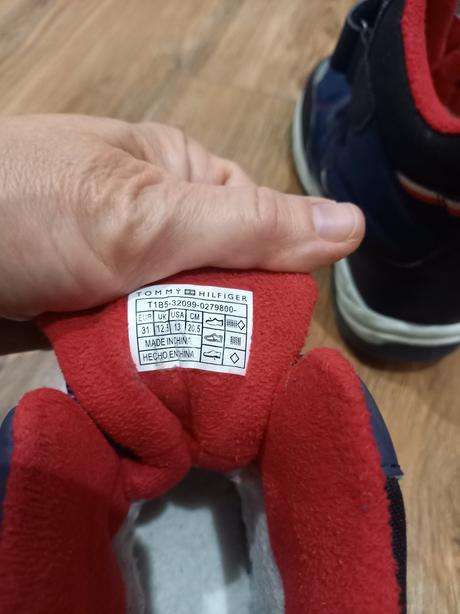 TOMMY HILFIGER
T1B5-32099-0279800-
EUR UK USA CM
31 12.5 13 20.5
MADE IN CHINA
HECHO EN CHINA